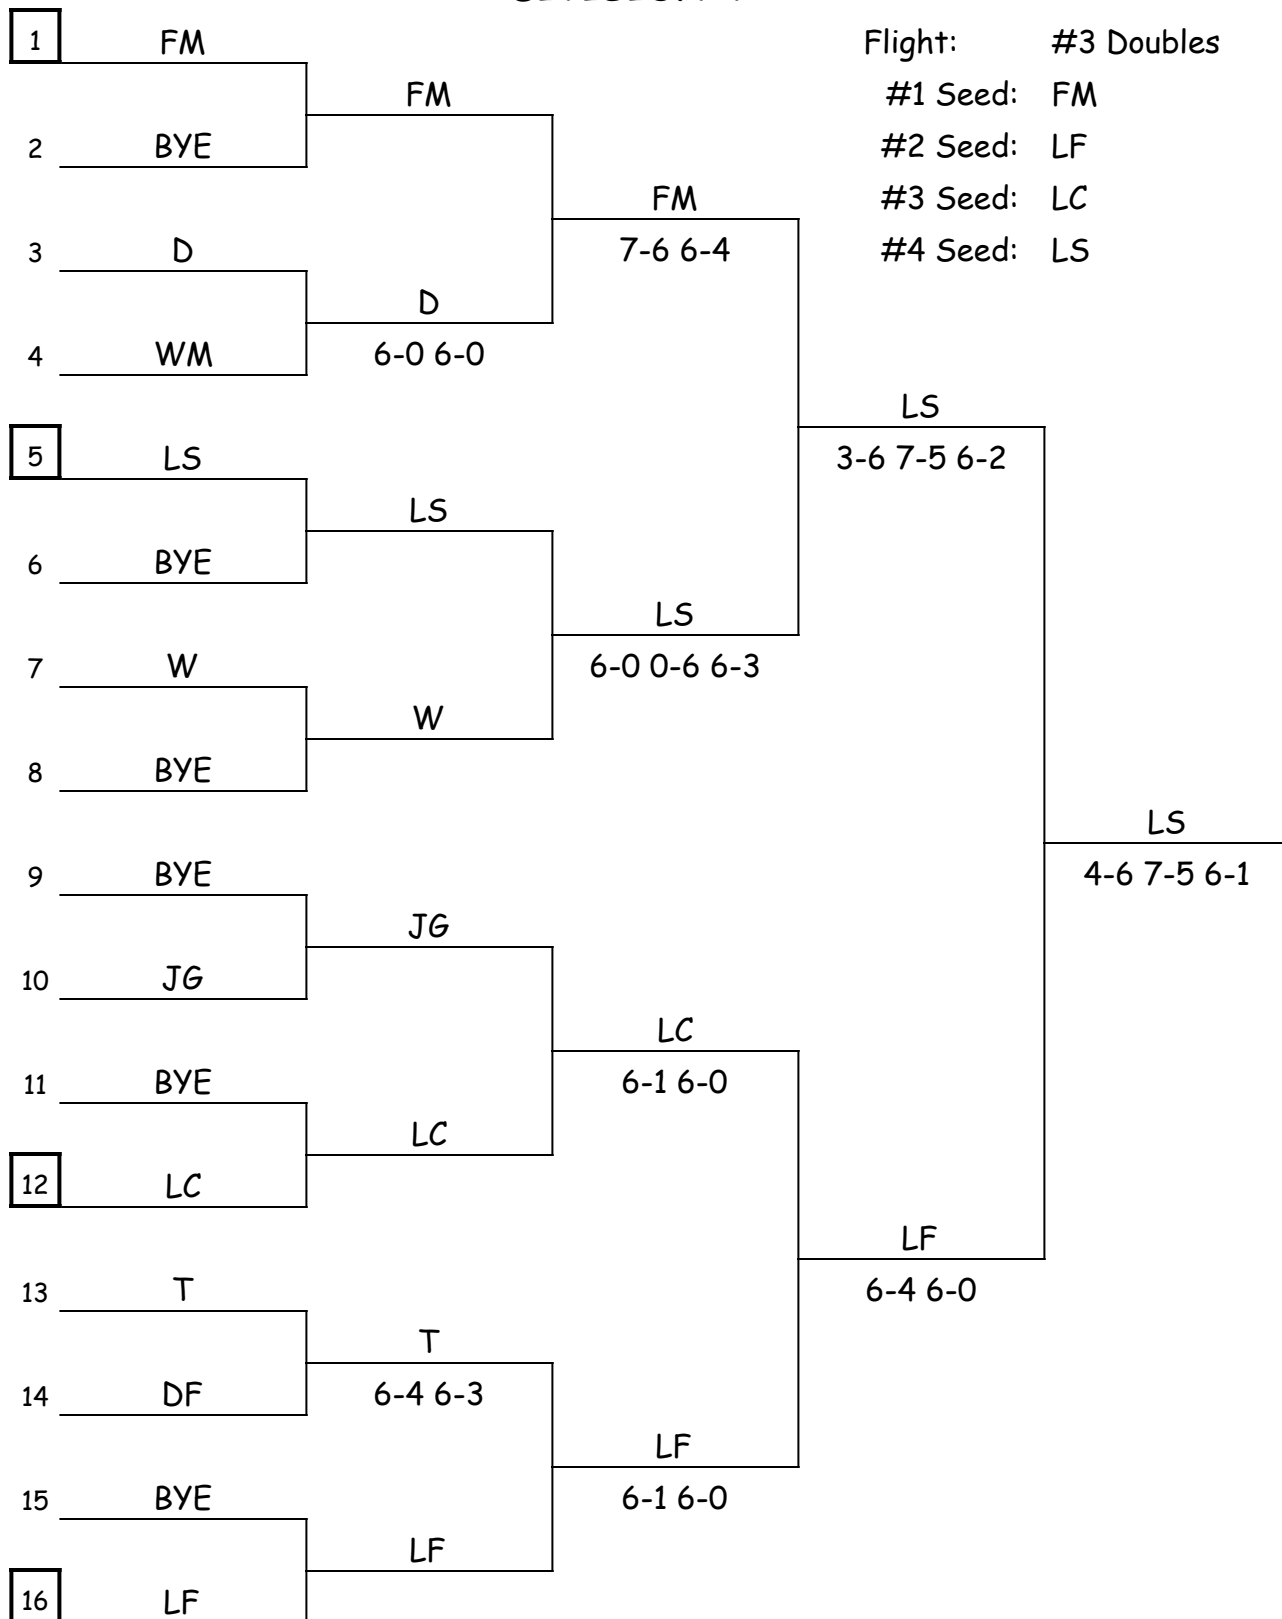 1 FM
Flight: #3 Doubles
FM
#1 Seed: FM
2 BYE
#2 Seed: LF
FM
#3 Seed: LC
3 D
7-6 6-4
#4 Seed: LS
D
4 WM
6-0 6-0
LS
5 LS
3-6 7-5 6-2
LS
6 BYE
LS
7 W
6-0 0-6 6-3
W
8 BYE
LS
9 BYE
4-6 7-5 6-1
JG
10 JG
LC
11 BYE
6-1 6-0
LC
12 LC
LF
13 T
6-4 6-0
T
14 DF
6-4 6-3
LF
15 BYE
6-1 6-0
LF
16 LF